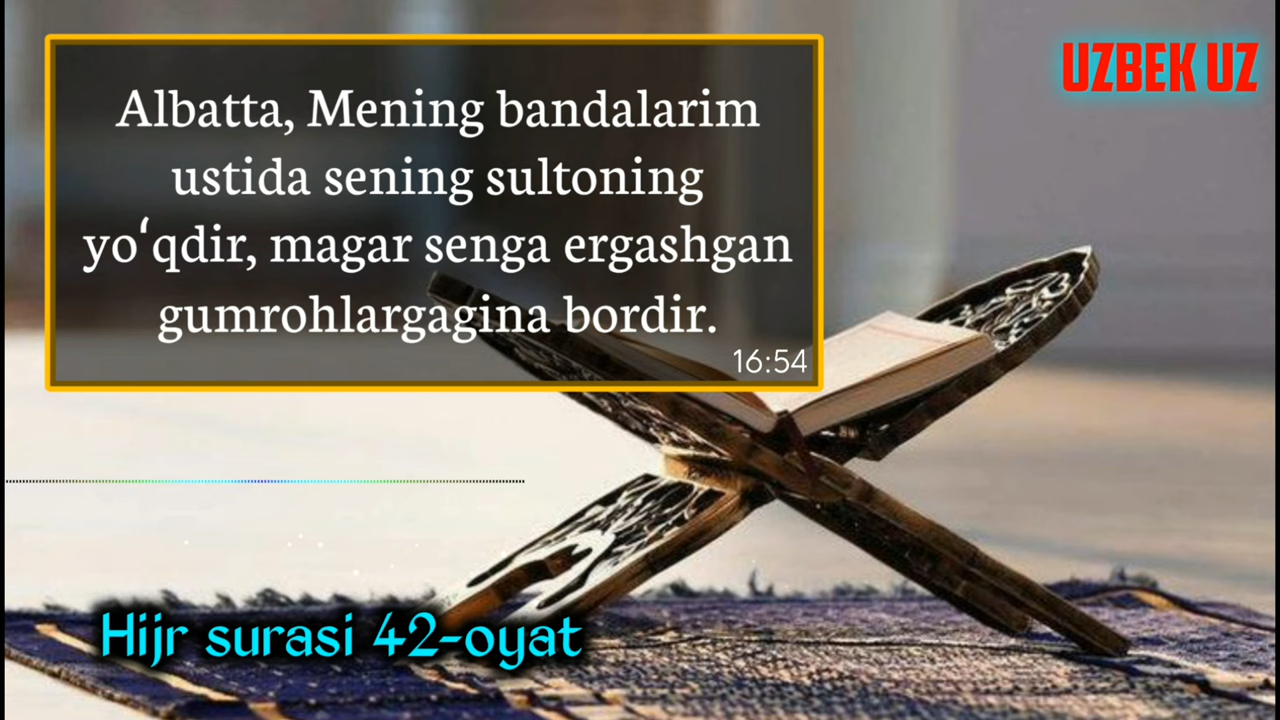 UZBEK UZ
Albatta, Mening bandalarim
ustida sening sultoning
yoʻqdir, magar senga ergashgan
gumrohlargagina bordir.
16:54
Hijr surasi 42-oyat